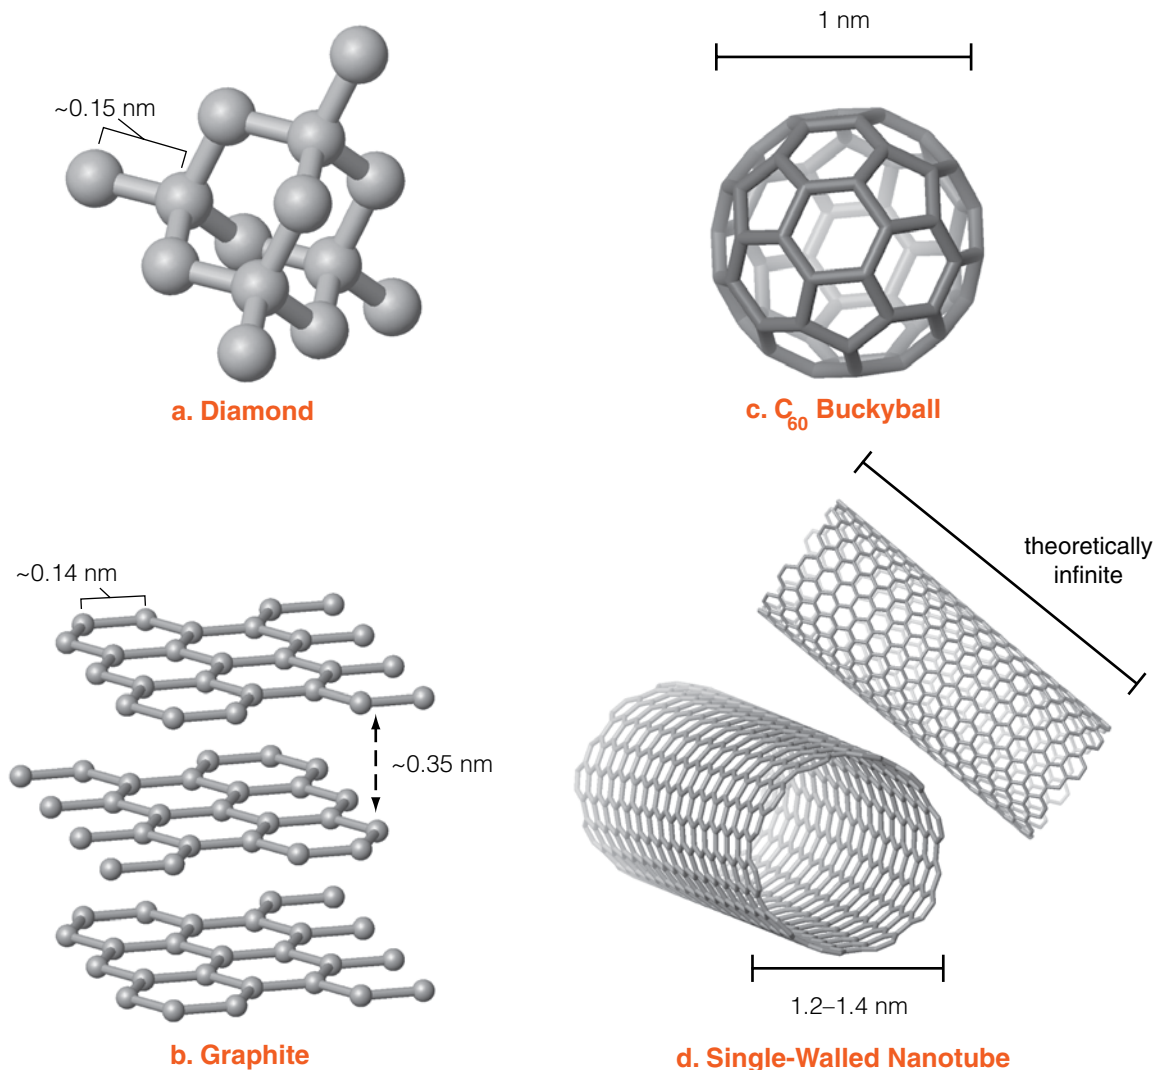 ~0.15 nm
a. Diamond
1 nm
c. C60 Buckyball
~0.14 nm
~0.35 nm
b. Graphite
theoretically
infinite
1.2–1.4 nm
d. Single-Walled Nanotube